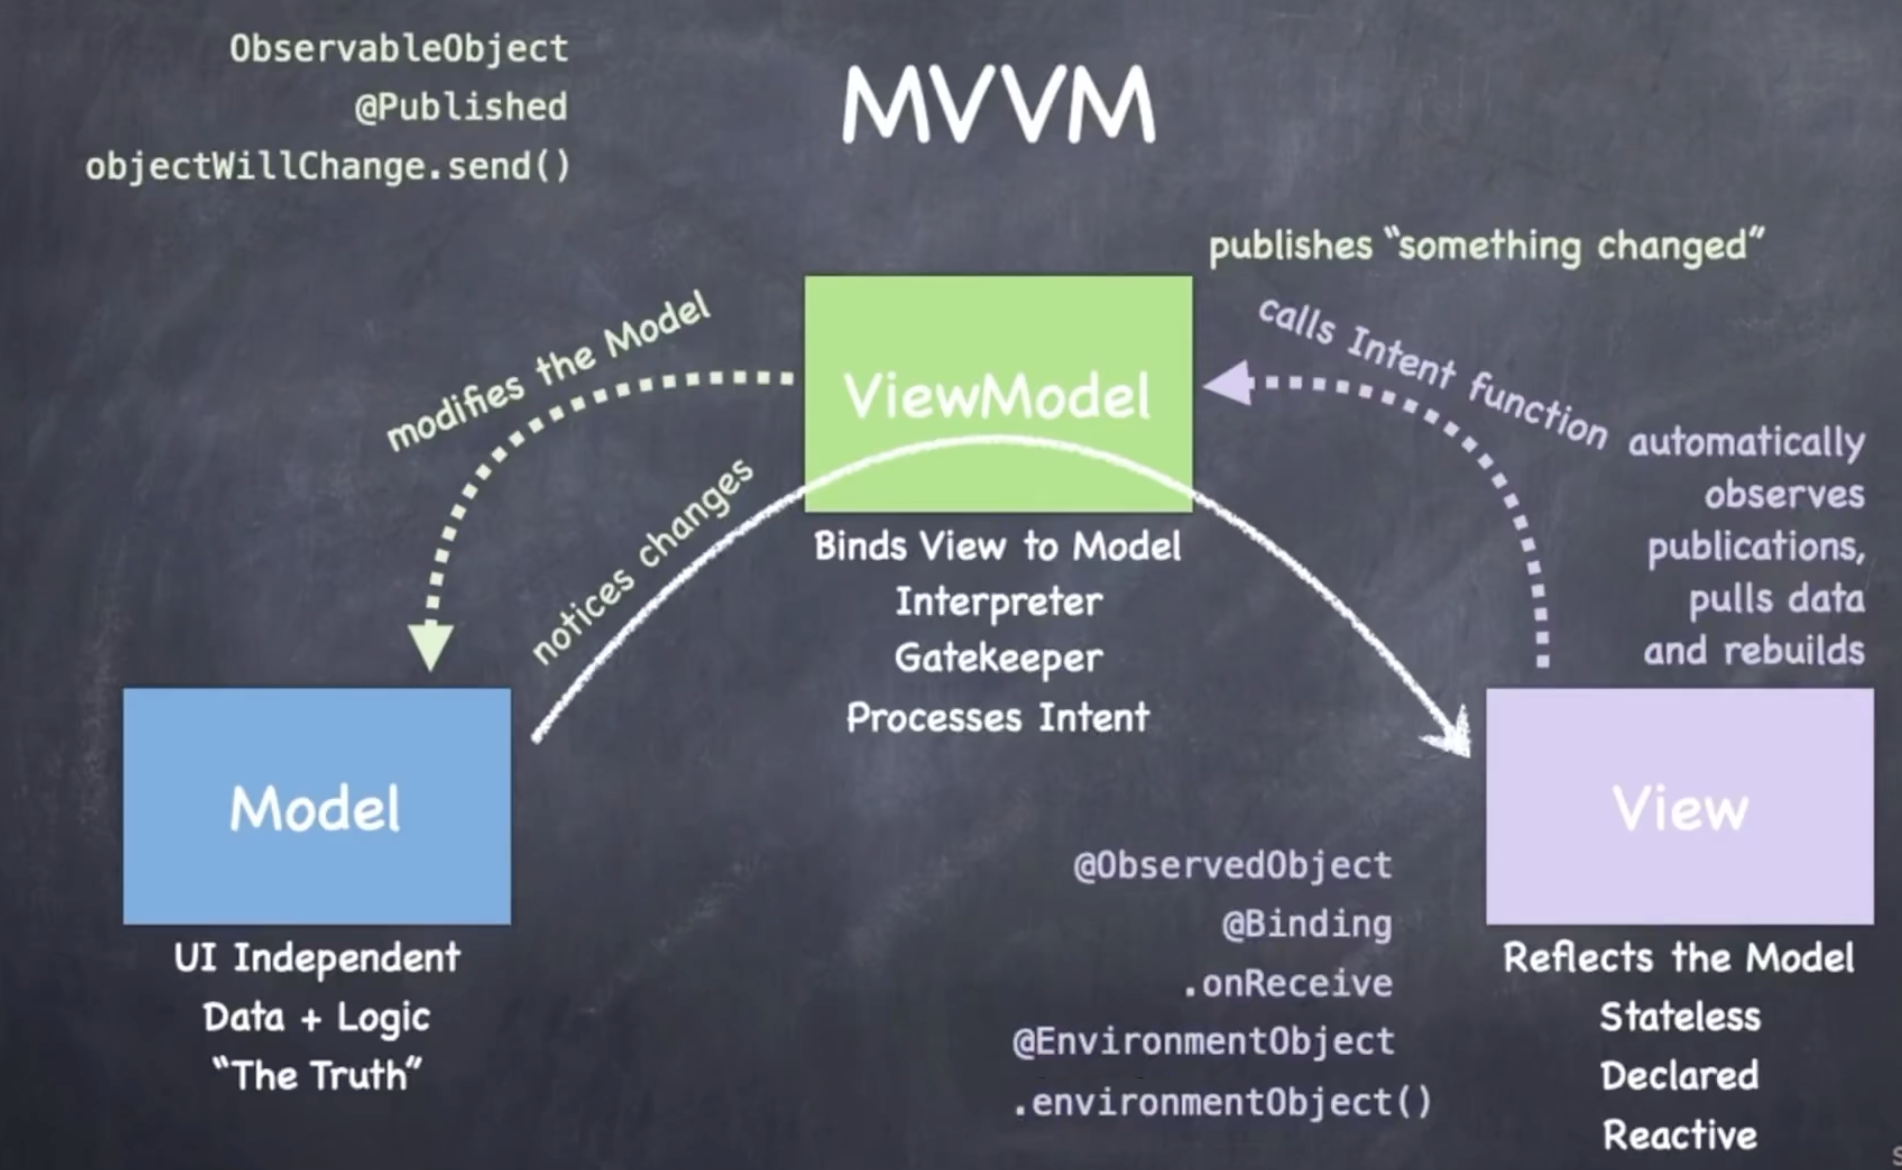 ObservableObject
@Published
objectWillChange.send()
MVVM
publishes “something changed”
modifies the Model
calls Intent function
ViewModel
notices changes
automatically
observes
publications,
pulls data
and rebuilds
Binds View to Model
Interpreter
Gatekeeper
Processes Intent
Model
UI Independent
Data + Logic
“The Truth”
View
@ObservedObject
@Binding
.onReceive
@EnvironmentObject
.environmentObject()
Reflects the Model
Stateless
Declared
Reactive